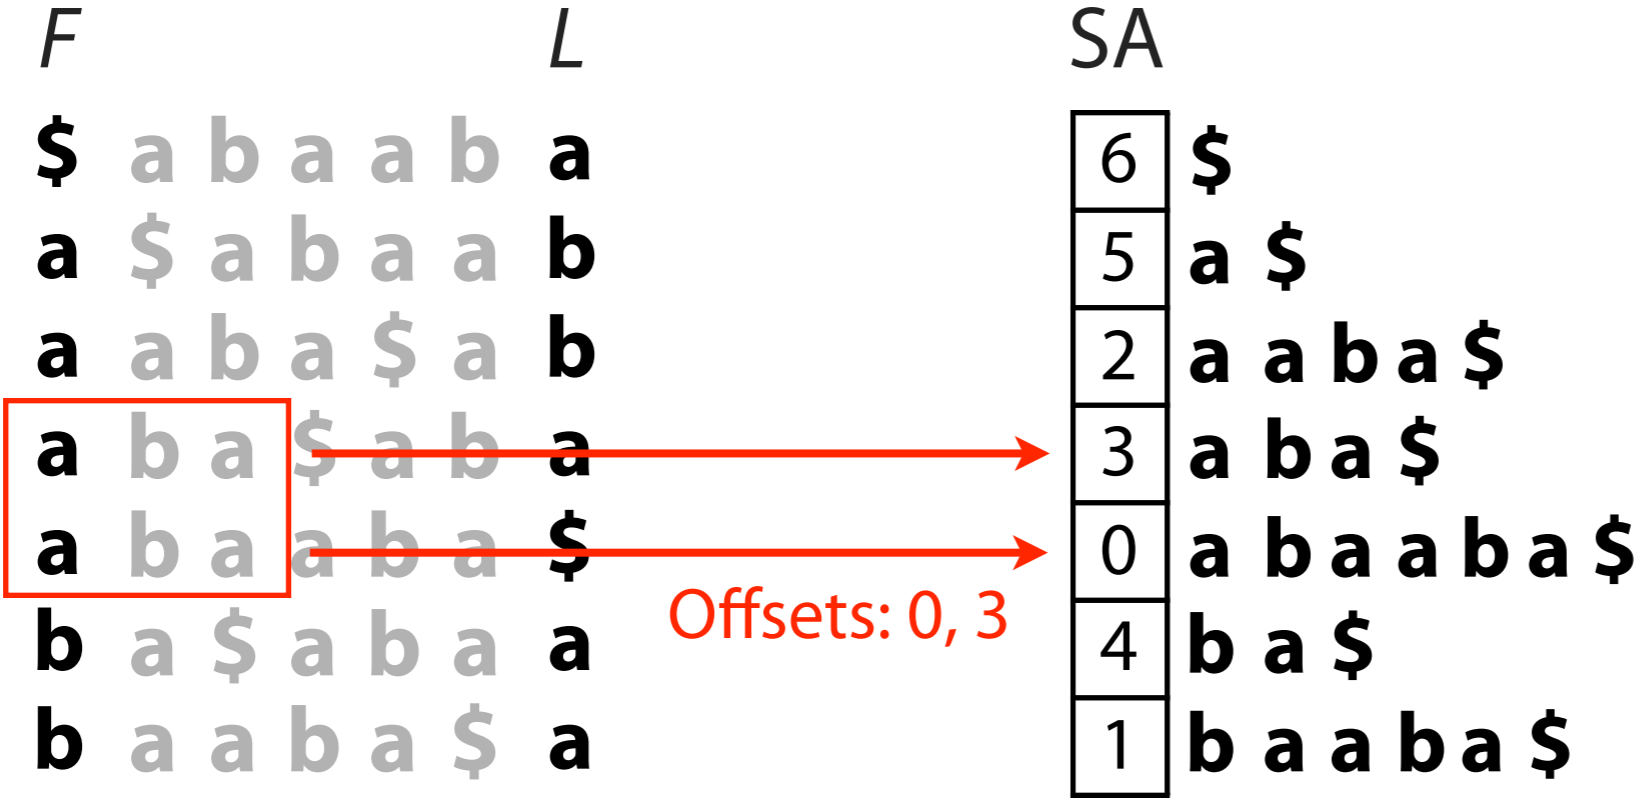 F L SA
$ a b a a b a 6 $
a $ a b a a b 5 a $
a a b a $ a b 2 a a b a $
a b a $ a b a 3 a b a $
a b a a b a $ 0 a b a a b a $
Offsets: 0, 3
b a $ a b a a 4 b a $
b a a b a $ a 1 b a a b a $